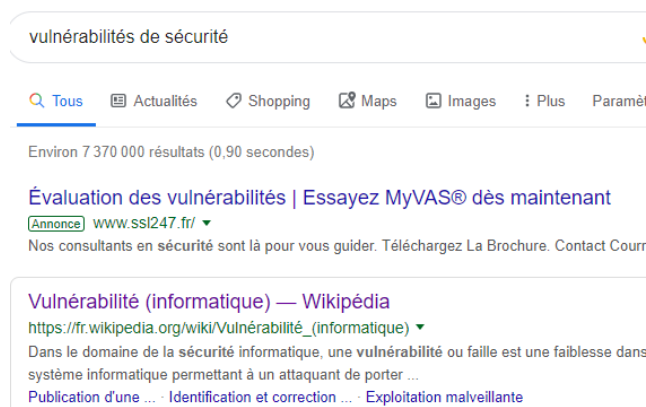 vulnérabilités de sécurité
Tous Actualités Shopping Maps Images Plus
Environ 7 370 000 résultats (0,90 secondes)
Évaluation des vulnérabilités | Essayez MyVAS® dès maintenant
Annonce www.ssl247.fr/
Nos consultants en sécurité sont là pour vous guider. Téléchargez La Brochure. Contact
Vulnérabilité (informatique) — Wikipédia
https://fr.wikipedia.org/wiki/Vulnérabilité_(informatique)
Dans le domaine de la sécurité informatique, une vulnérabilité ou faille est une faiblesse dans
système informatique permettant à un attaquant de porter ...
Publication d'une ... · Identification et correction ... · Exploitation malveillante